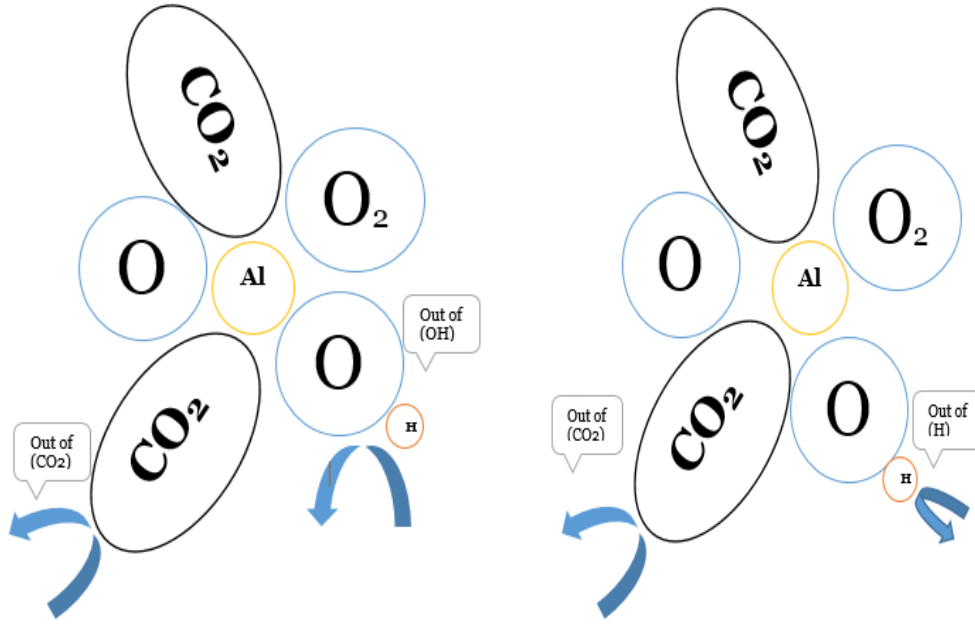 CO₂
O₂
O
Al
Out of
(OH)
O
H
CO₂
Out of
(CO2)
CO₂
O₂
O
Al
Out of
(CO2)
CO₂
O
Out of
(H)
H